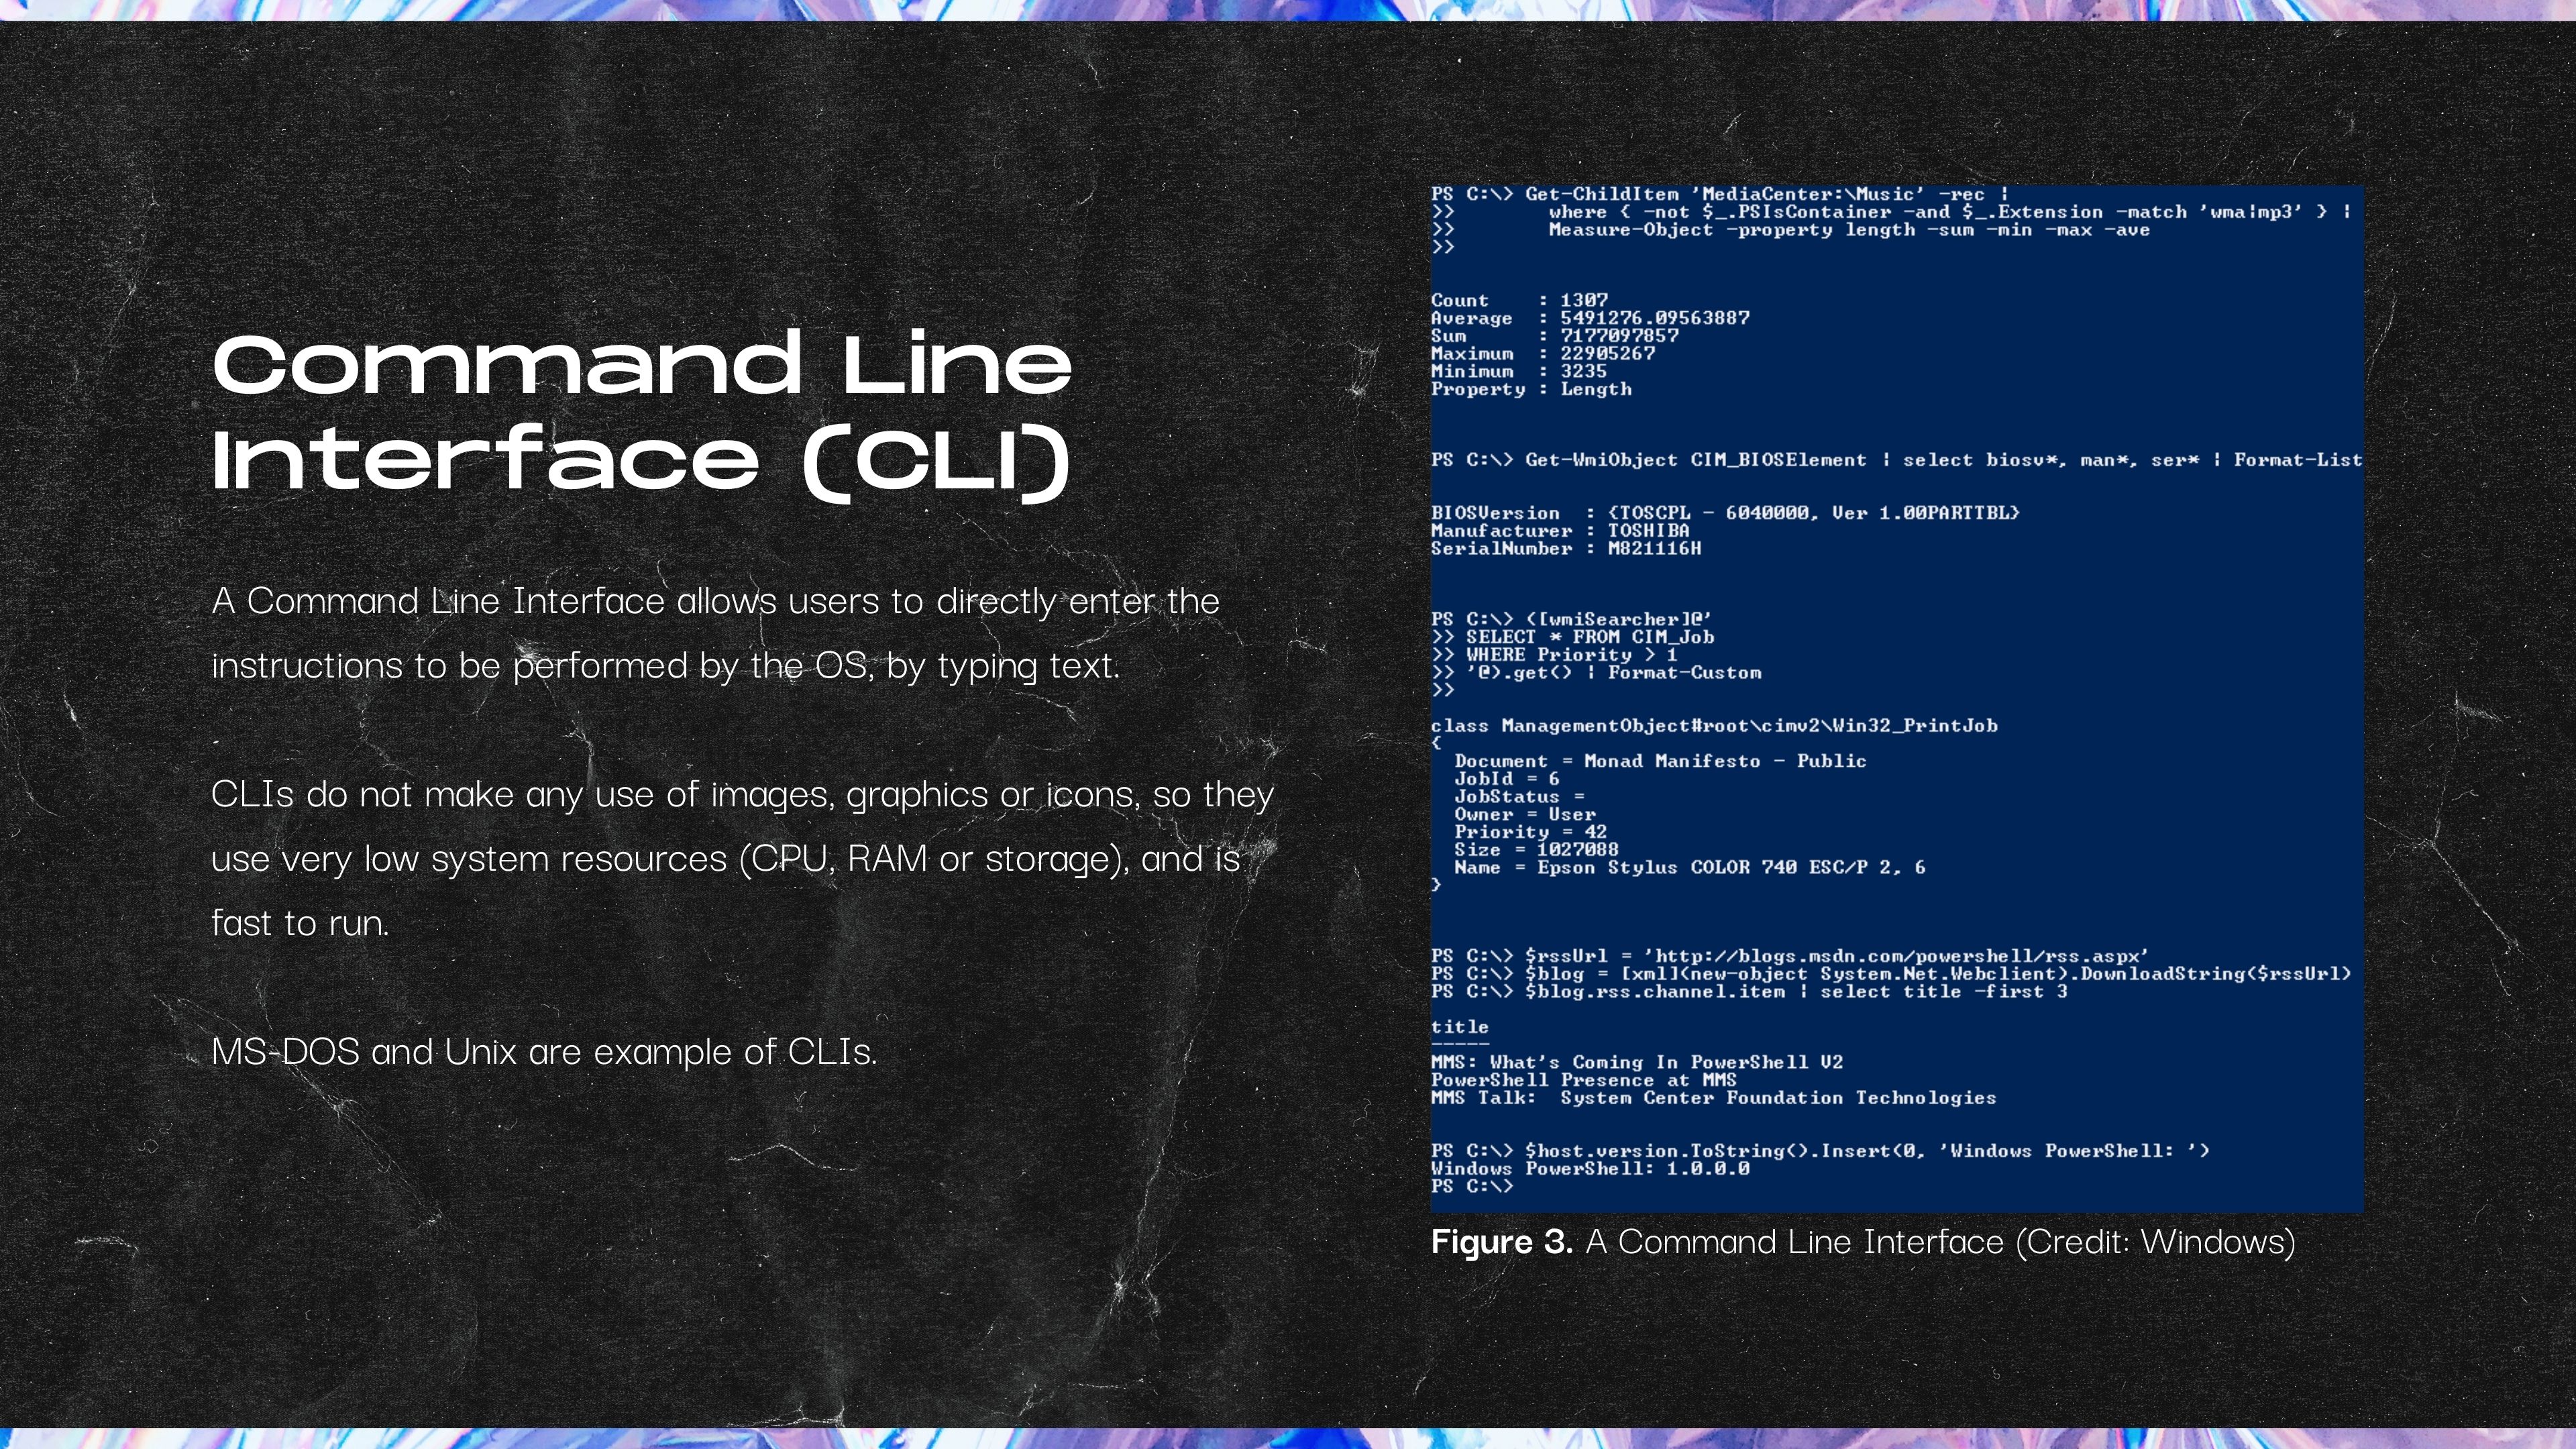 Command Line
Interface (CLI)
A Command Line Interface allows users to directly enter the
instructions to be performed by the OS, by typing text.
CLIs do not make any use of images, graphics or icons, so they
use very low system resources (CPU, RAM or storage), and is
fast to run.
MS-DOS and Unix are example of CLIs.
PS C:\> Get-ChildItem 'MediaCenter:\Music' -rec |
>>        where { -not $_.PSIsContainer -and $_.Extension -match 'wma|mp3' } |
>>        Measure-Object -property length -sum -min -max -ave
>>
Count    : 1307
Average  : 5491276.09563887
Sum      : 7177097857
Maximum  : 22905267
Minimum  : 3235
Property : Length
PS C:\> Get-WmiObject CIM_BIOSElement | select biosv*, man*, ser* | Format-List
BIOSVersion  : {TOSCPL - 6040000, Ver 1.00PARTTBL}
Manufacturer : TOSHIBA
SerialNumber : M821116H
PS C:\> ([wmiSearcher]@'
>> SELECT * FROM CIM_Job
>> WHERE Priority > 1
>> '@).get() | Format-Custom
>>
class ManagementObject#root\cimv2\Win32_PrintJob
{
  Document = Monad Manifesto - Public
  JobId = 6
  JobStatus =
  Owner = User
  Priority = 42
  Size = 1027088
  Name = Epson Stylus COLOR 740 ESC/P 2, 6
}
PS C:\> $rssUrl = 'http://blogs.msdn.com/powershell/rss.aspx'
PS C:\> $blog = [xml](new-object System.Net.Webclient).DownloadString($rssUrl)
PS C:\> $blog.rss.channel.item | select title -first 3
title
-----
MMS: What's Coming In PowerShell V2
PowerShell Presence at MMS
MMS Talk:  System Center Foundation Technologies
PS C:\> $host.version.ToString().Insert(0, 'Windows PowerShell: ')
Windows PowerShell: 1.0.0.0
PS C:\>
Figure 3. A Command Line Interface (Credit: Windows)